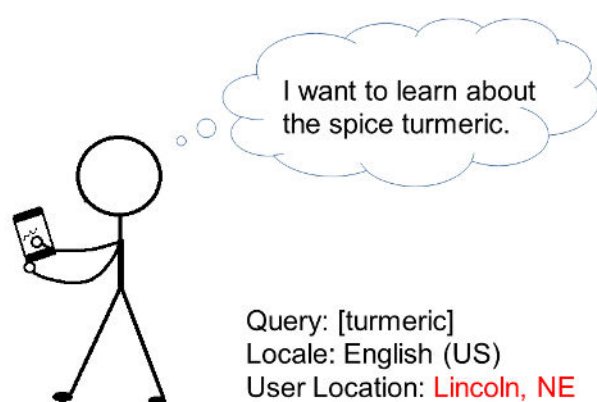 I want to learn about
the spice turmeric.
Query: [turmeric]
Locale: English (US)
User Location: Lincoln, NE